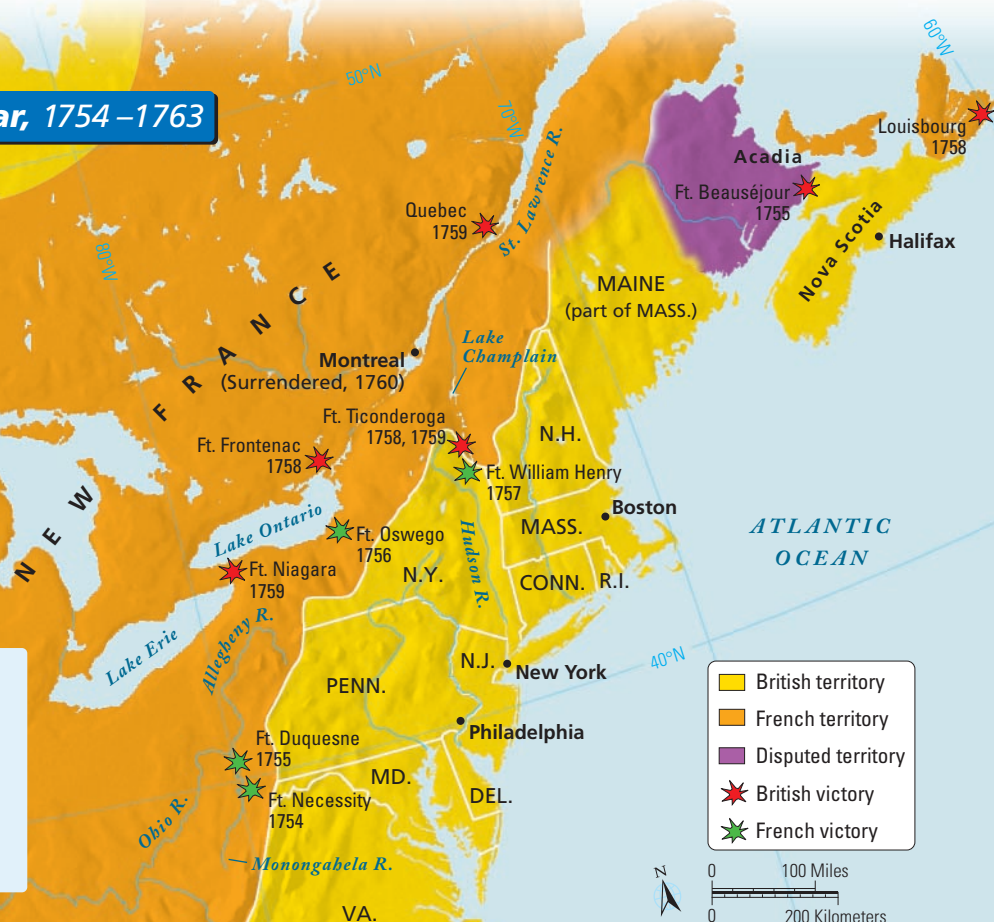 ar, 1754–1763
60°W
50°N
70°W
80°W
Louisbourg
1758
Acadia
Ft. Beauséjour
1755
Nova Scotia
Halifax
Quebec
1759
St. Lawrence R.
MAINE
(part of MASS.)
NEW FRANCE
Lake
Champlain
Montreal
(Surrendered, 1760)
Ft. Ticonderoga
1758, 1759
Ft. Frontenac
1758
N.H.
Ft. William Henry
1757
Boston
MASS.
Lake Ontario
Ft. Oswego
1756
Hudson R.
ATLANTIC
OCEAN
Ft. Niagara
1759
N.Y.
CONN.
R.I.
Allegheny R.
Lake Erie
40°N
N.J.
New York
PENN.
Philadelphia
Ft. Duquesne
1755
MD.
DEL.
Ft. Necessity
1754
Ohio R.
Monongahela R.
VA.
British territory
French territory
Disputed territory
British victory
French victory
N
0 100 Miles
0 200 Kilometers